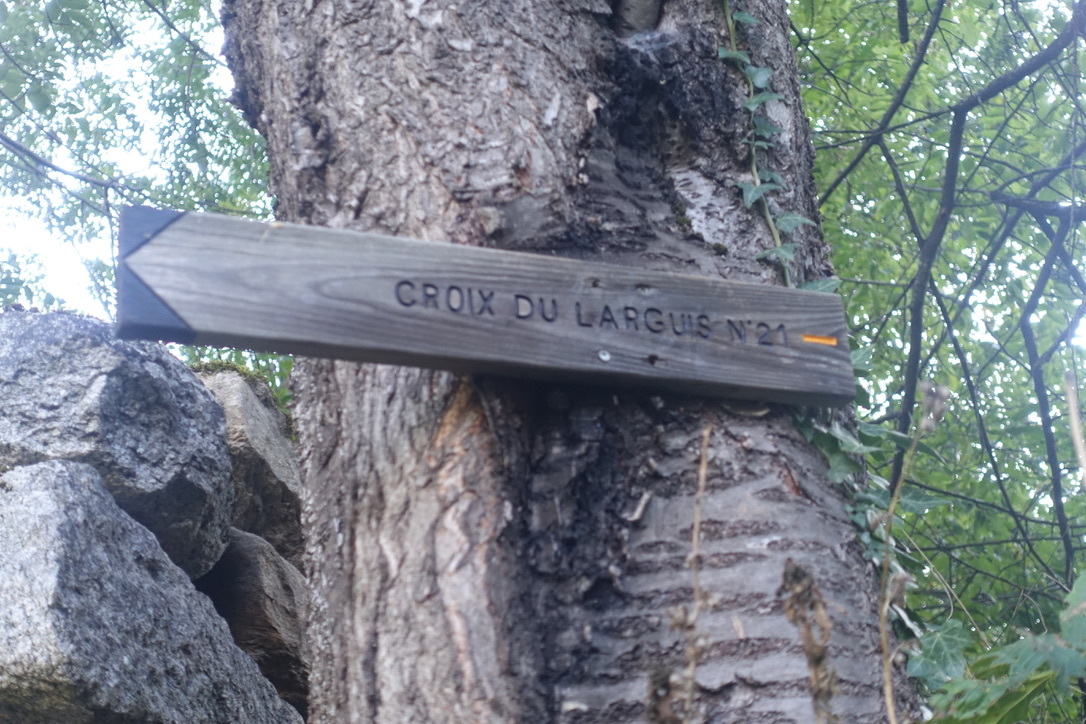 CROIX DU LARGUIS N°21